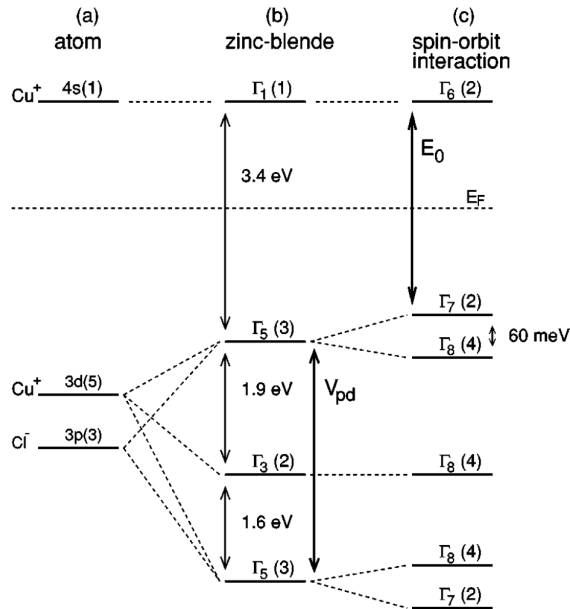 (a) (b) (c)
atom zinc-blende spin-orbit
interaction
Cu⁺ 4s(1) Γ₁ (1) Γ₆ (2)
E₀
3.4 eV
E_F
Γ₇ (2)
60 meV
Γ₅ (3) Γ₈ (4)
Cu⁺ 3d(5) 1.9 eV V_pd
Cl⁻ 3p(3)
Γ₃ (2) Γ₈ (4)
1.6 eV
Γ₅ (3) Γ₈ (4)
Γ₇ (2)